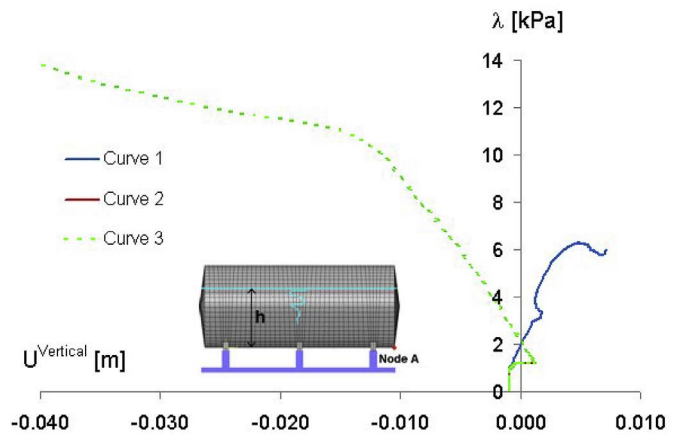 λ [kPa]
14
12
10
8
6
4
2
0
Curve 1
Curve 2
Curve 3
h
Node A
U^Vertical [m]
-0.040 -0.030 -0.020 -0.010 0.000 0.010